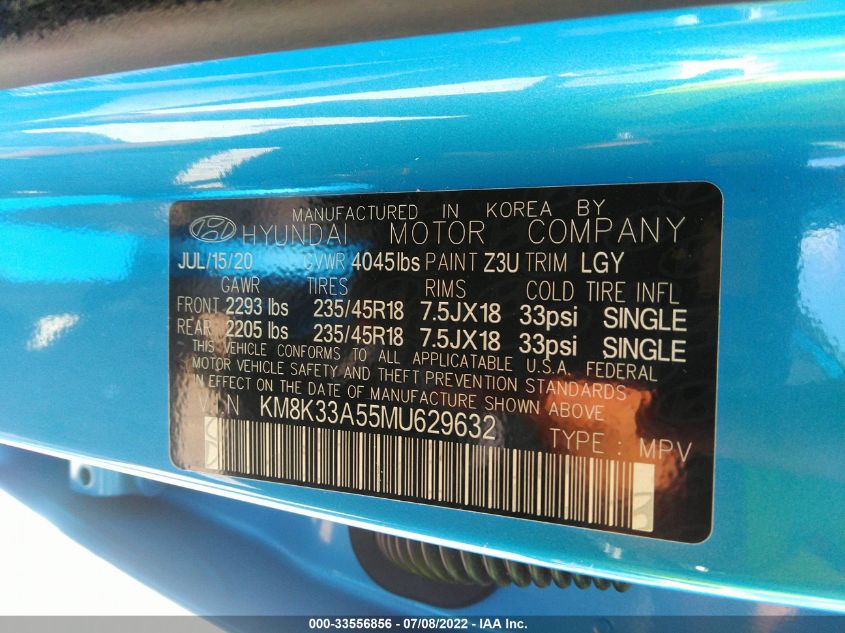 MANUFACTURED IN KOREA BY
HYUNDAI MOTOR COMPANY
JUL/15/20 GVWR 4045lbs PAINT Z3U TRIM LGY
GAWR TIRES RIMS COLD TIRE INFL
FRONT 2293 lbs 235/45R18 7.5JX18 33psi SINGLE
REAR 2205 lbs 235/45R18 7.5JX18 33psi SINGLE
THIS VEHICLE CONFORMS TO ALL APPLICATABLE U.S.A. FEDERAL
MOTOR VEHICLE SAFETY AND THEFT PREVENTION STANDARDS
IN EFFECT ON THE DATE OF MANUFACTURE SHOWN ABOVE
V.I.N KM8K33A55MU629632
TYPE : MPV
000-33556856 - 07/08/2022 - IAA Inc.